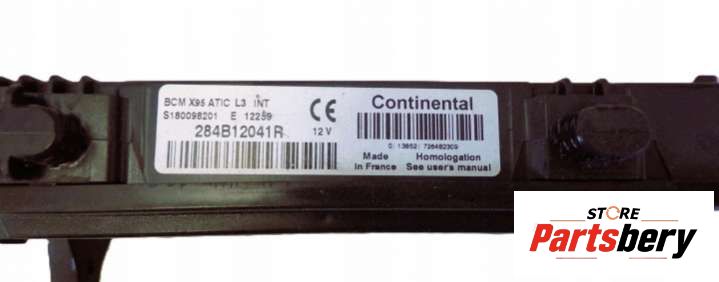 BCM X95 ATIC L3 INT
S180098201 E 12259
284B12041R 12V
CE
Continental
Made Homologation
in France See user's manual
STORE
Partsbery